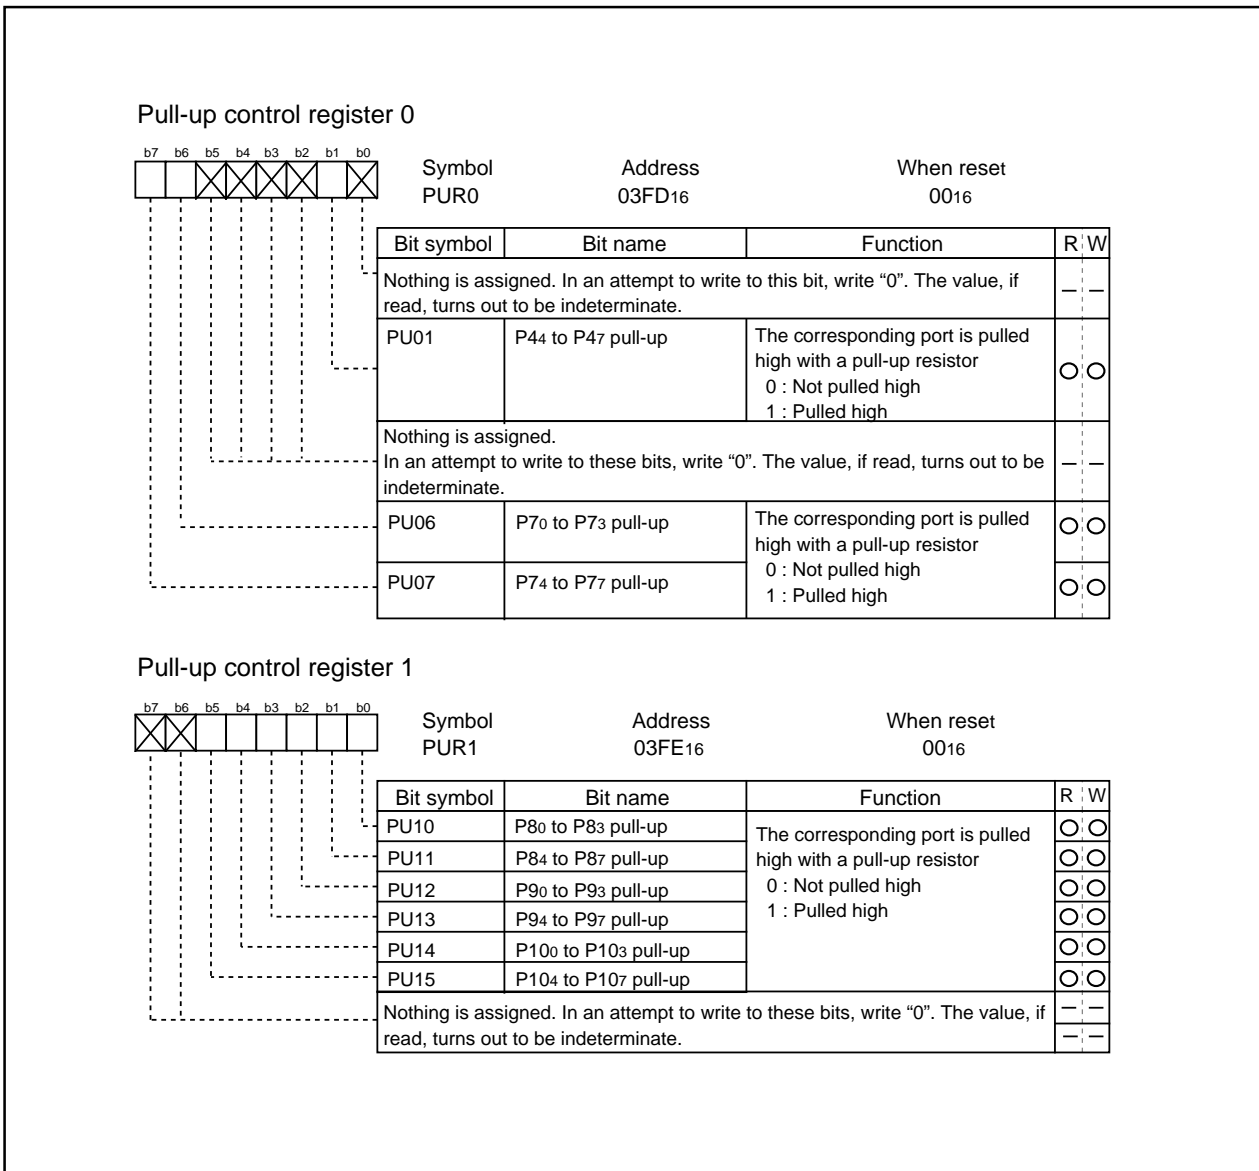 Pull-up control register 0
b7 b6 b5 b4 b3 b2 b1 b0
Symbol Address When reset
PUR0 03FD16 0016
Bit symbol Bit name Function R W
Nothing is assigned. In an attempt to write to this bit, write “0”. The value, if
read, turns out to be indeterminate.
— —
PU01 P44 to P47 pull-up The corresponding port is pulled
high with a pull-up resistor
0 : Not pulled high
1 : Pulled high
Nothing is assigned.
In an attempt to write to these bits, write “0”. The value, if read, turns out to be — —
indeterminate.
PU06 P70 to P73 pull-up The corresponding port is pulled
high with a pull-up resistor
0 : Not pulled high
PU07 P74 to P77 pull-up
1 : Pulled high
Pull-up control register 1
b7 b6 b5 b4 b3 b2 b1 b0
Symbol Address When reset
PUR1 03FE16 0016
Bit symbol Bit name Function R W
PU10 P80 to P83 pull-up The corresponding port is pulled
PU11 P84 to P87 pull-up high with a pull-up resistor
PU12 P90 to P93 pull-up 0 : Not pulled high
PU13 P94 to P97 pull-up 1 : Pulled high
PU14 P100 to P103 pull-up
PU15 P104 to P107 pull-up
Nothing is assigned. In an attempt to write to these bits, write “0”. The value, if — —
read, turns out to be indeterminate. — —